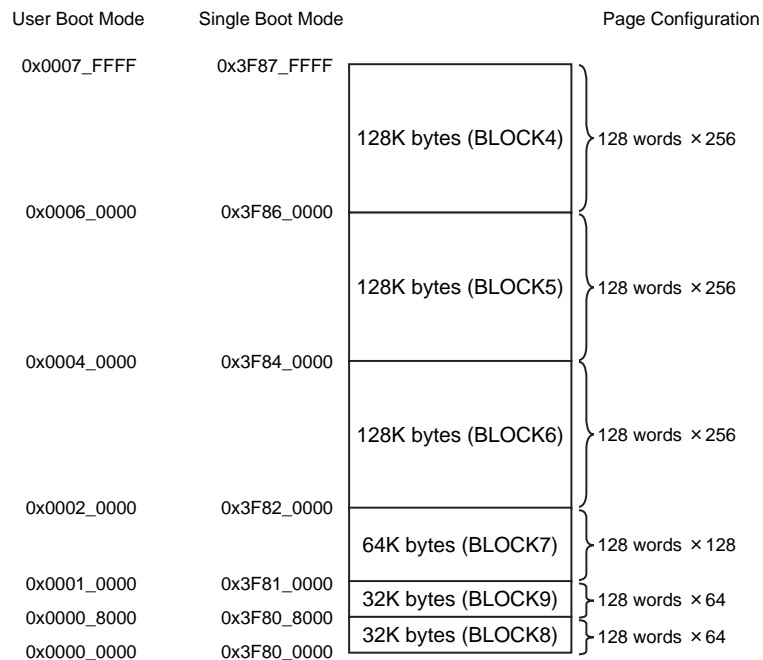 User Boot Mode Single Boot Mode Page Configuration
0x0007_FFFF 0x3F87_FFFF
128K bytes (BLOCK4) 128 words ×256
0x0006_0000 0x3F86_0000
128K bytes (BLOCK5) 128 words ×256
0x0004_0000 0x3F84_0000
128K bytes (BLOCK6) 128 words ×256
0x0002_0000 0x3F82_0000
64K bytes (BLOCK7) 128 words ×128
0x0001_0000 0x3F81_0000
32K bytes (BLOCK9) 128 words ×64
0x0000_8000 0x3F80_8000
32K bytes (BLOCK8) 128 words ×64
0x0000_0000 0x3F80_0000